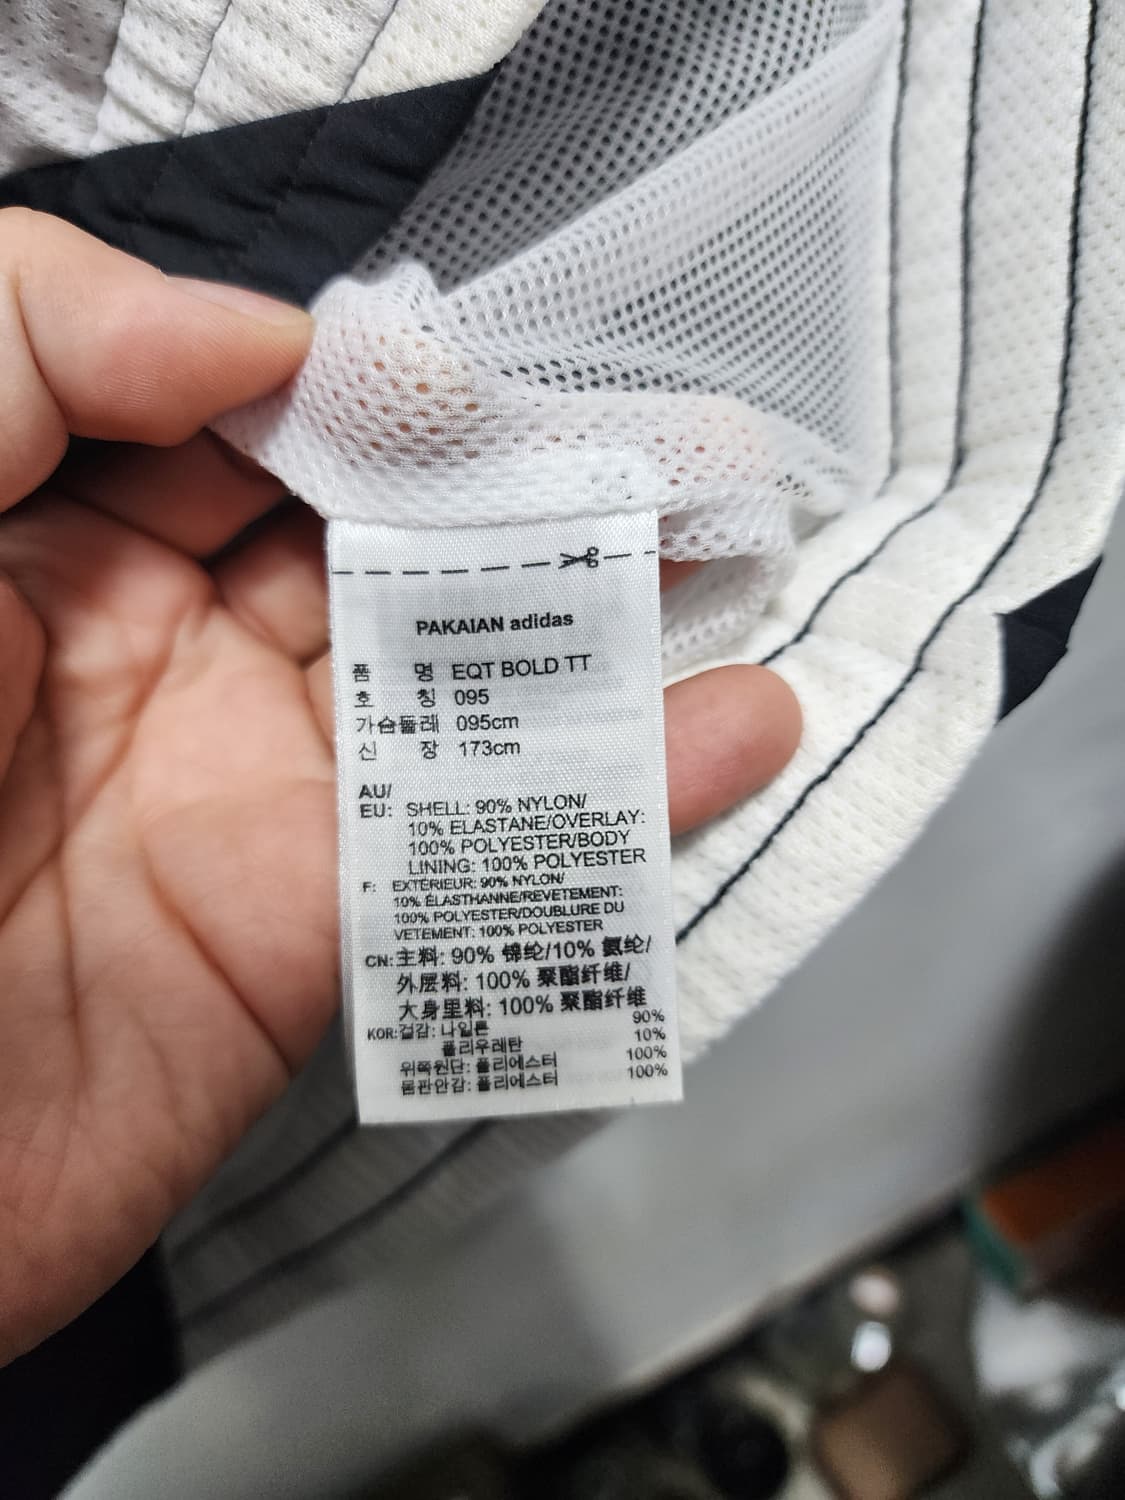 PAKAIAN adidas
품 명 EQT BOLD TT
호 칭 095
가슴둘레 095cm
신 장 173cm
AU/
EU: SHELL: 90% NYLON/
10% ELASTANE/OVERLAY:
100% POLYESTER/BODY
LINING: 100% POLYESTER
F: EXTÉRIEUR: 90% NYLON/
10% ÉLASTHANNE/REVETEMENT:
100% POLYESTER/DOUBLURE DU
VETEMENT: 100% POLYESTER
CN: 主料: 90% 锦纶/10% 氨纶/
外层料: 100% 聚酯纤维/
大身里料: 100% 聚酯纤维
KOR: 겉감: 나일론 90%
폴리우레탄 10%
위쪽원단: 폴리에스터 100%
몸판안감: 폴리에스터 100%